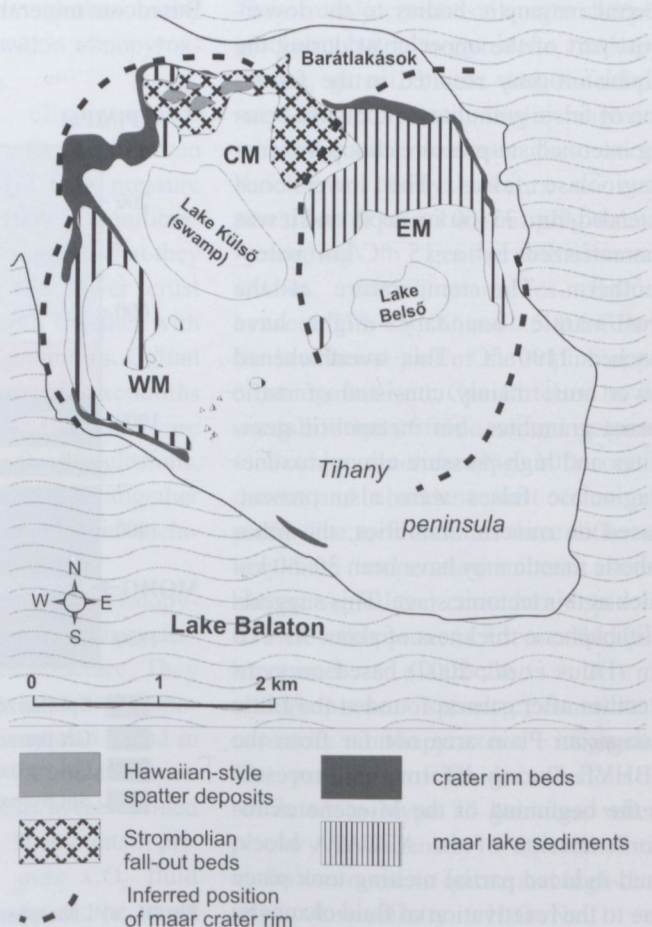 Barátlakások
CM
Lake Külső
(swamp)
EM
Lake
Belső
WM
Tihany
peninsula
N
W E
S
Lake Balaton
0 1 2 km
Hawaiian-style
spatter deposits
crater rim beds
Strombolian
fall-out beds
maar lake sediments
Inferred position
of maar crater rim